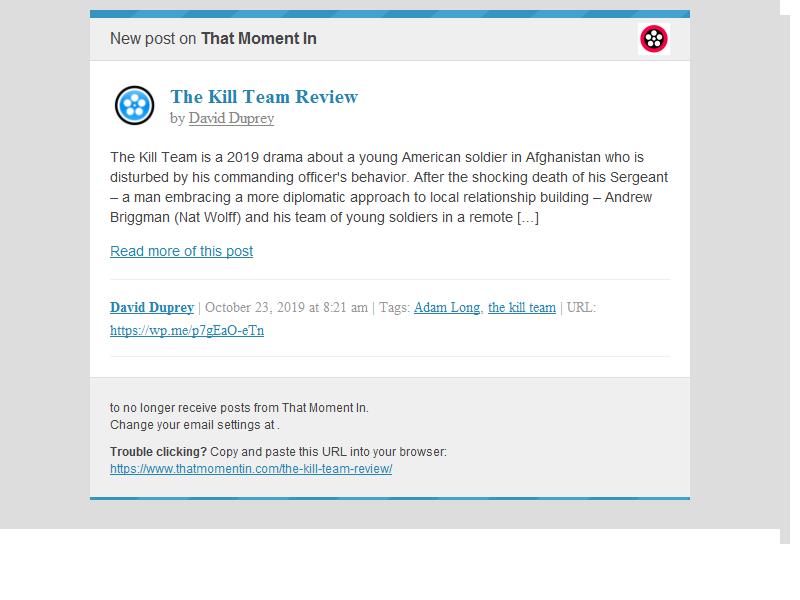 New post on That Moment In
The Kill Team Review
by David Duprey
The Kill Team is a 2019 drama about a young American soldier in Afghanistan who is
disturbed by his commanding officer's behavior. After the shocking death of his Sergeant
– a man embracing a more diplomatic approach to local relationship building – Andrew
Briggman (Nat Wolff) and his team of young soldiers in a remote […]
Read more of this post
David Duprey | October 23, 2019 at 8:21 am | Tags: Adam Long, the kill team | URL:
https://wp.me/p7gEaO-eTn
to no longer receive posts from That Moment In.
Change your email settings at .
Trouble clicking? Copy and paste this URL into your browser:
https://www.thatmomentin.com/the-kill-team-review/